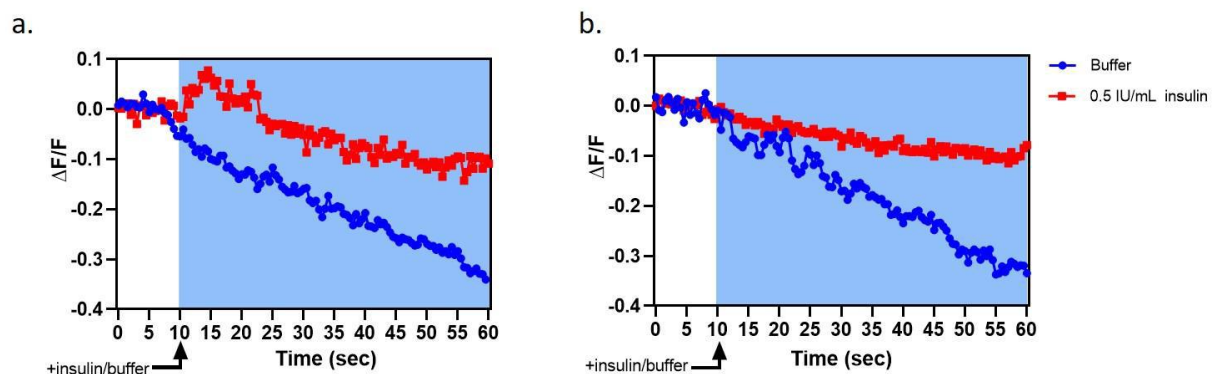 a.
0.1
0.0
-0.1
-0.2
-0.3
-0.4
ΔF/F
0 5 10 15 20 25 30 35 40 45 50 55 60
Time (sec)
+insulin/buffer
b.
0.1
0.0
-0.1
-0.2
-0.3
-0.4
ΔF/F
0 5 10 15 20 25 30 35 40 45 50 55 60
Time (sec)
+insulin/buffer
Buffer
0.5 IU/mL insulin